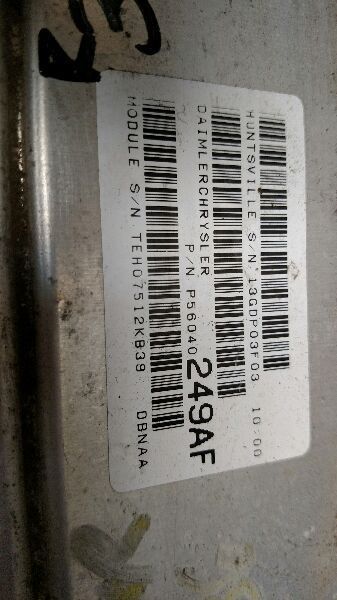 HUNTSVILLE S/N 13GDP03F03 10:00
DAIMLERCHRYSLER P/N P56040249AF
MODULE S/N TEH07512KB39 DBNAA